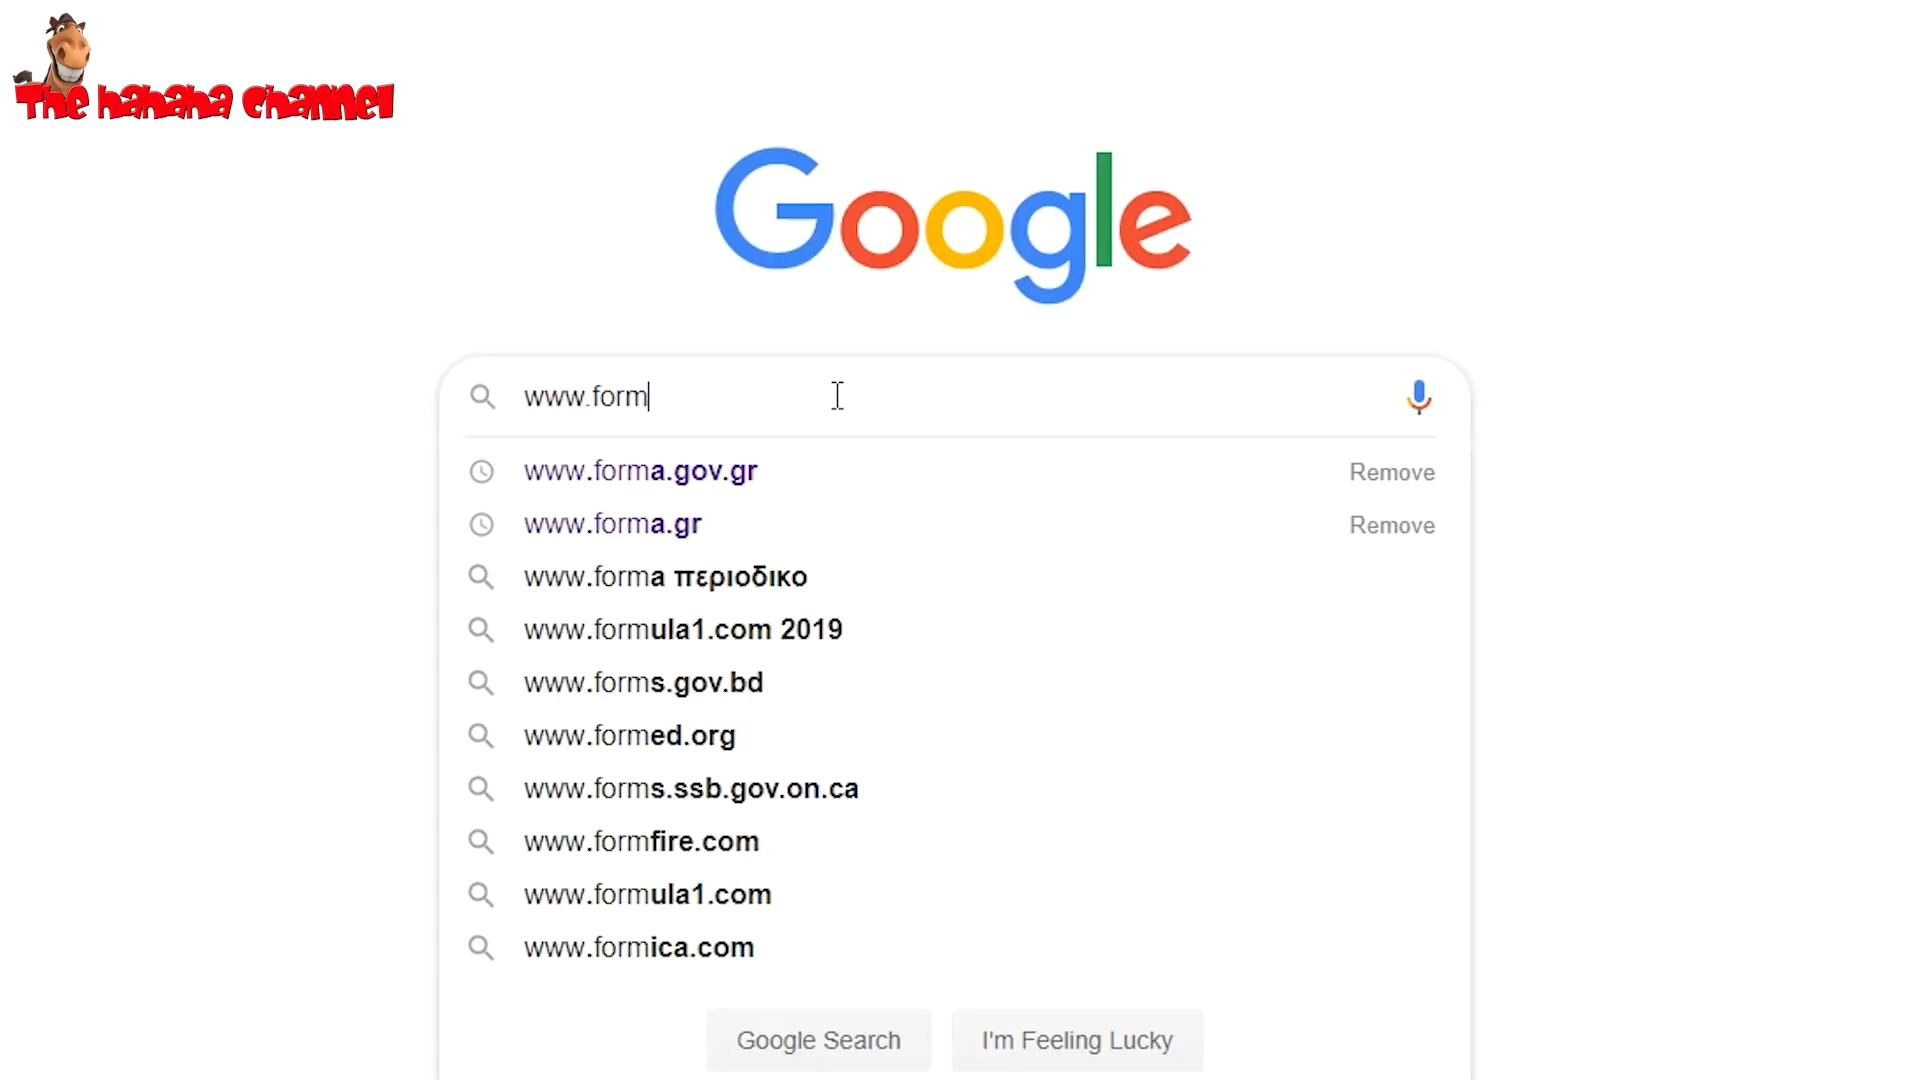 The hahaha channel
Google
www.form
www.forma.gov.gr
Remove
www.forma.gr
Remove
www.forma περιοδικο
www.formula1.com 2019
www.forms.gov.bd
www.formed.org
www.forms.ssb.gov.on.ca
www.formfire.com
www.formula1.com
www.formica.com
Google Search
I'm Feeling Lucky